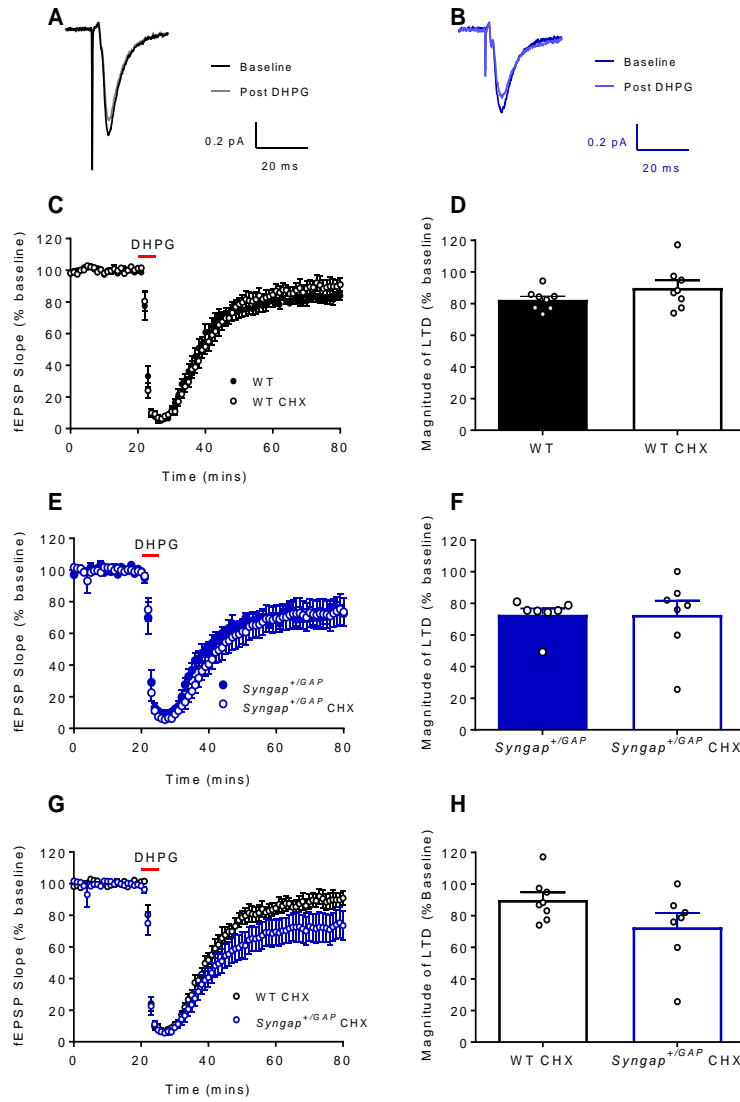 A
Baseline
Post DHPG
0.2 pA
20 ms
B
Baseline
Post DHPG
0.2 pA
20 ms
C
DHPG
120
100
80
60
40
20
0
0 20 40 60 80
fEPSP Slope (% baseline)
Time (mins)
WT
WT CHX
D
120
100
80
60
40
20
0
Magnitude of LTD (% baseline)
WT WT CHX
E
DHPG
120
100
80
60
40
20
0
0 20 40 60 80
fEPSP Slope (% baseline)
Time (mins)
Syngap+/GAP
Syngap+/GAP CHX
F
120
100
80
60
40
20
0
Magnitude of LTD (% baseline)
Syngap+/GAP Syngap+/GAP CHX
G
DHPG
120
100
80
60
40
20
0
0 20 40 60 80
fEPSP Slope (% baseline)
Time (mins)
WT CHX
Syngap+/GAP CHX
H
120
100
80
60
40
20
0
Magnitude of LTD (%Baseline)
WT CHX Syngap+/GAP CHX